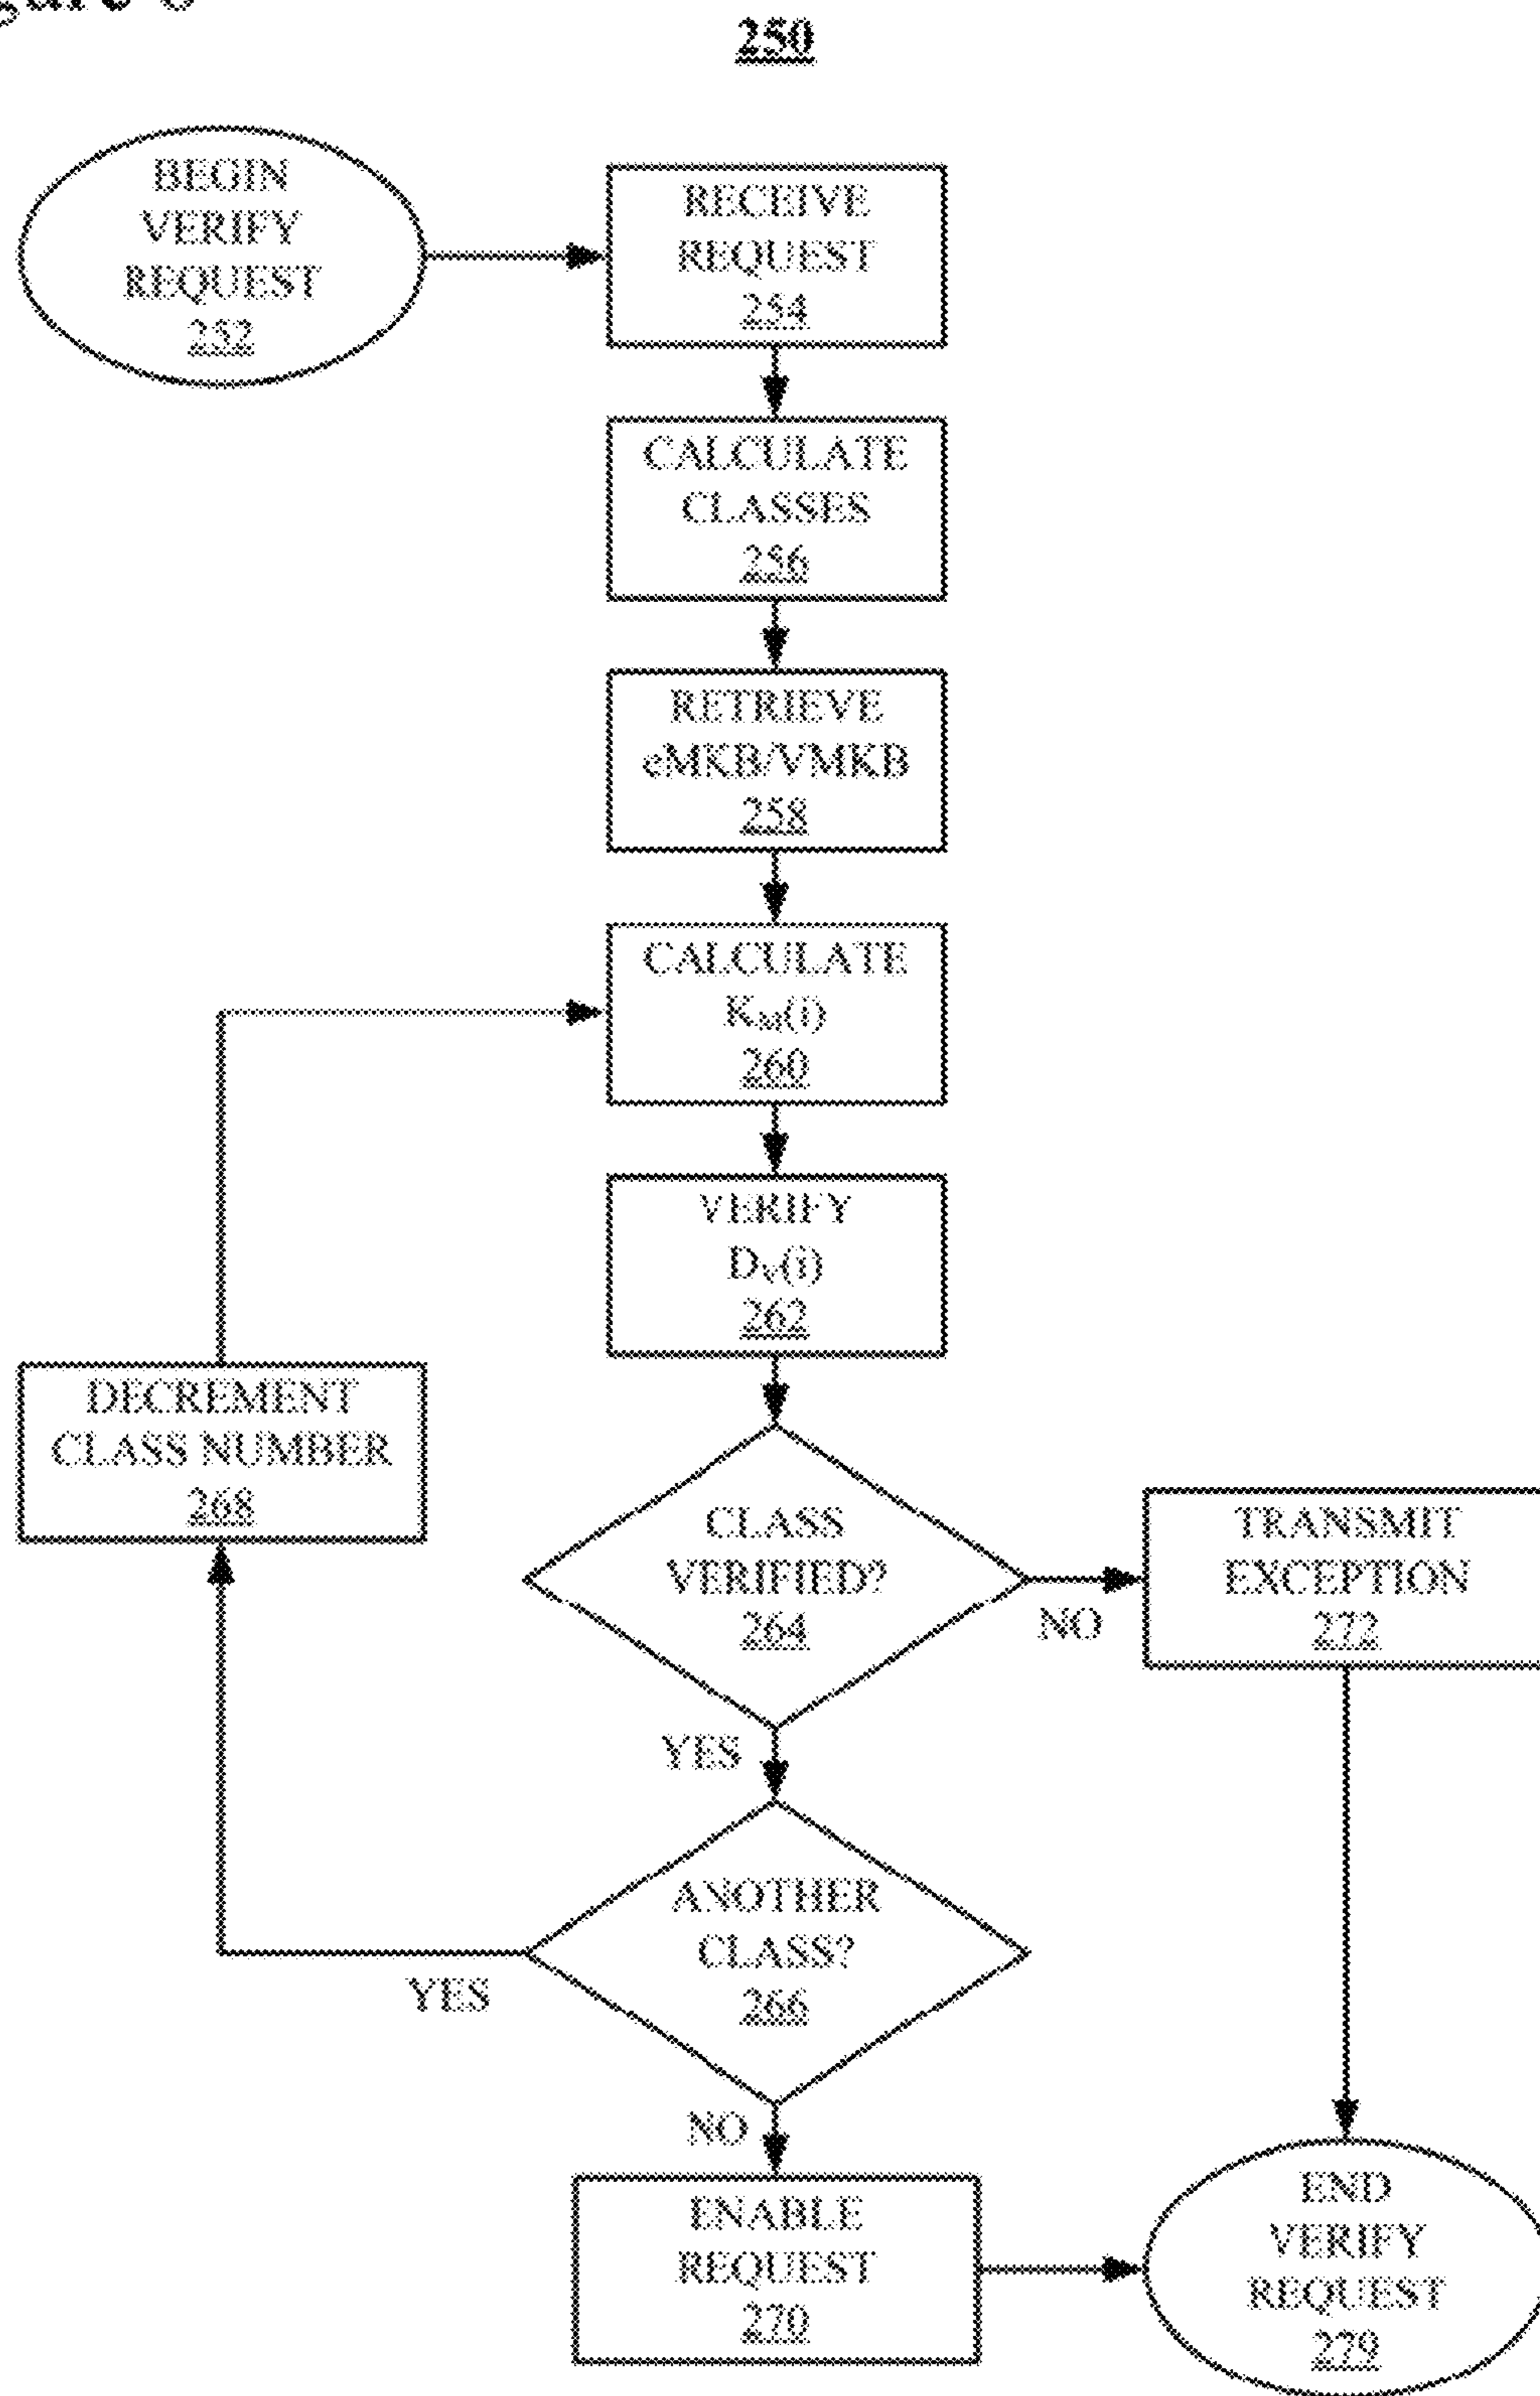 250
BEGIN
VERIFY
REQUEST
252
RECEIVE
REQUEST
254
CALCULATE
CLASSES
256
RETRIEVE
eMKB/VMKB
258
CALCULATE
KM(i)
260
VERIFY
DV(i)
262
DECREMENT
CLASS NUMBER
268
CLASS
VERIFIED?
264
NO
TRANSMIT
EXCEPTION
272
YES
ANOTHER
CLASS?
266
YES
NO
ENABLE
REQUEST
270
END
VERIFY
REQUEST
279